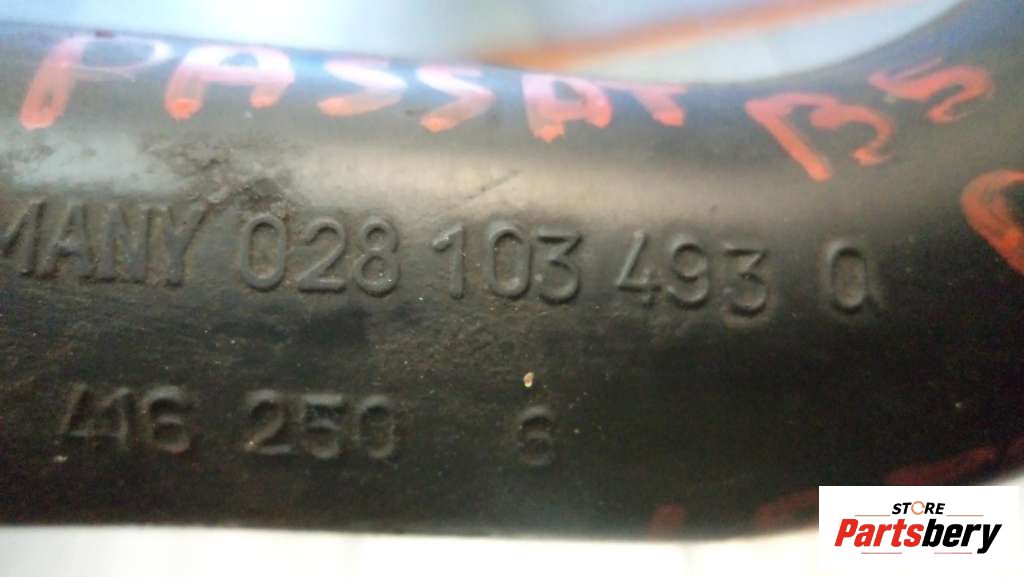 PASSAT B5
MANY 028 103 493 Q
416 250 6
STORE
Partsbery